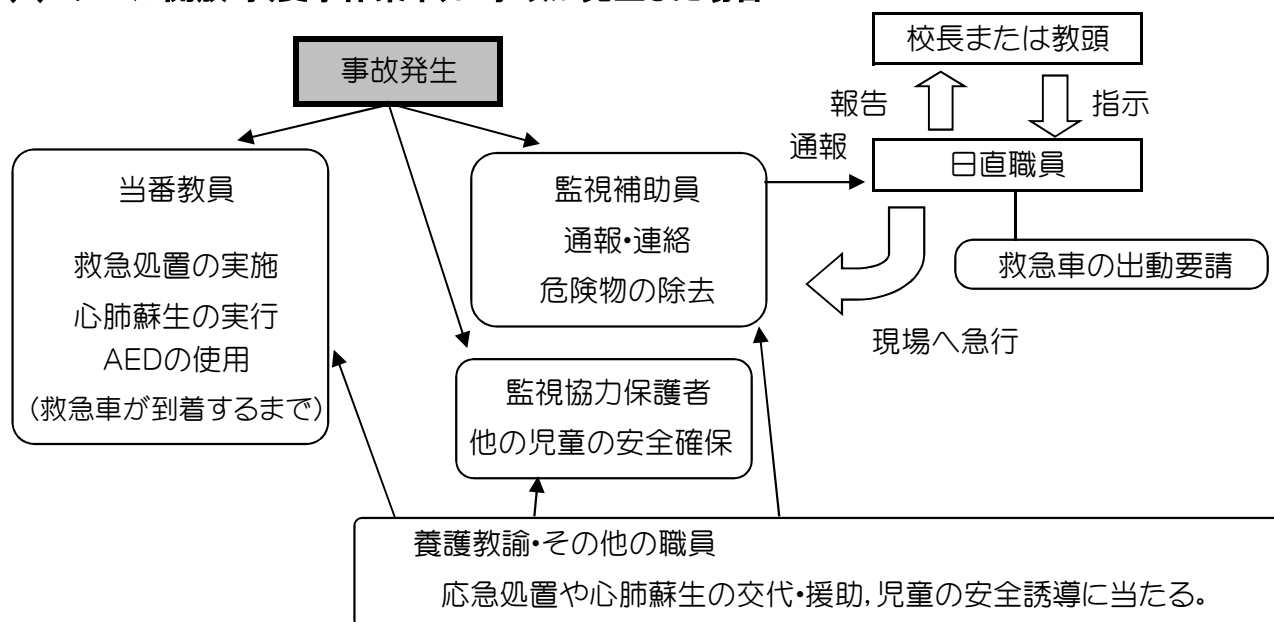 事故発生
校長または教頭
報告
指示
通報
日直職員
救急車の出動要請
現場へ急行
当番教員
救急処置の実施
心肺蘇生の実行
AEDの使用
(救急車が到着するまで)
監視補助員
通報・連絡
危険物の除去
監視協力保護者
他の児童の安全確保
養護教諭・その他の職員
応急処置や心肺蘇生の交代・援助,児童の安全誘導に当たる。